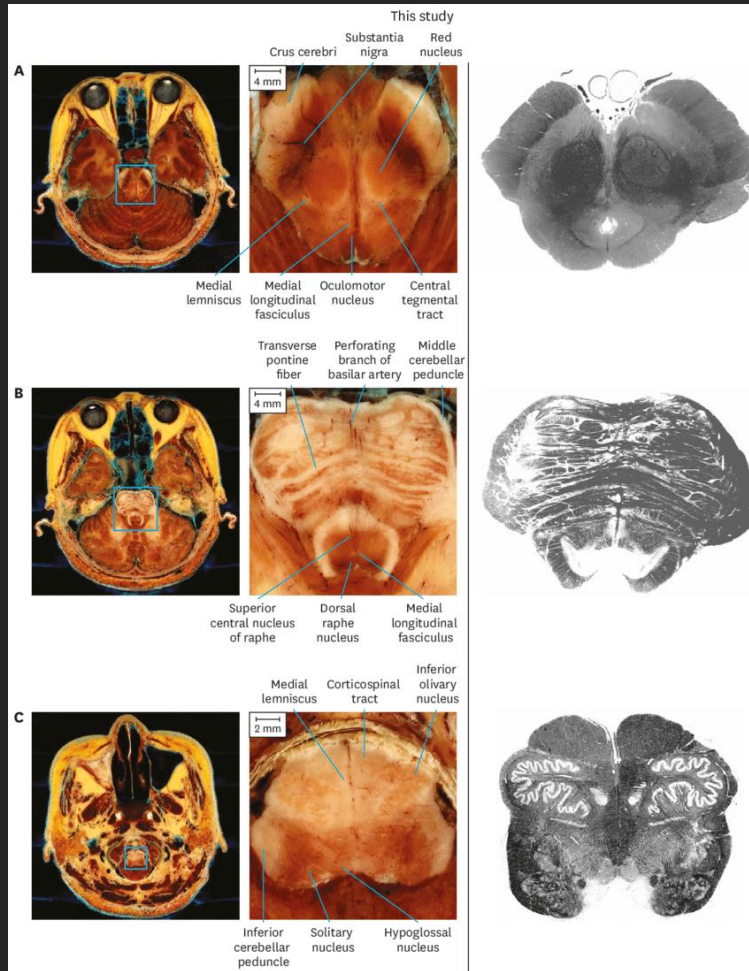 This study
Crus cerebri
Substantia
nigra
Red
nucleus
A
4 mm
Medial
lemniscus
Medial
longitudinal
fasciculus
Oculomotor
nucleus
Central
tegmental
tract
Transverse
pontine
fiber
Perforating
branch of
basilar artery
Middle
cerebellar
peduncle
B
4 mm
Superior
central nucleus
of raphe
Dorsal
raphe
nucleus
Medial
longitudinal
fasciculus
Medial
lemniscus
Corticospinal
tract
Inferior
olivary
nucleus
C
2 mm
Inferior
cerebellar
peduncle
Solitary
nucleus
Hypoglossal
nucleus